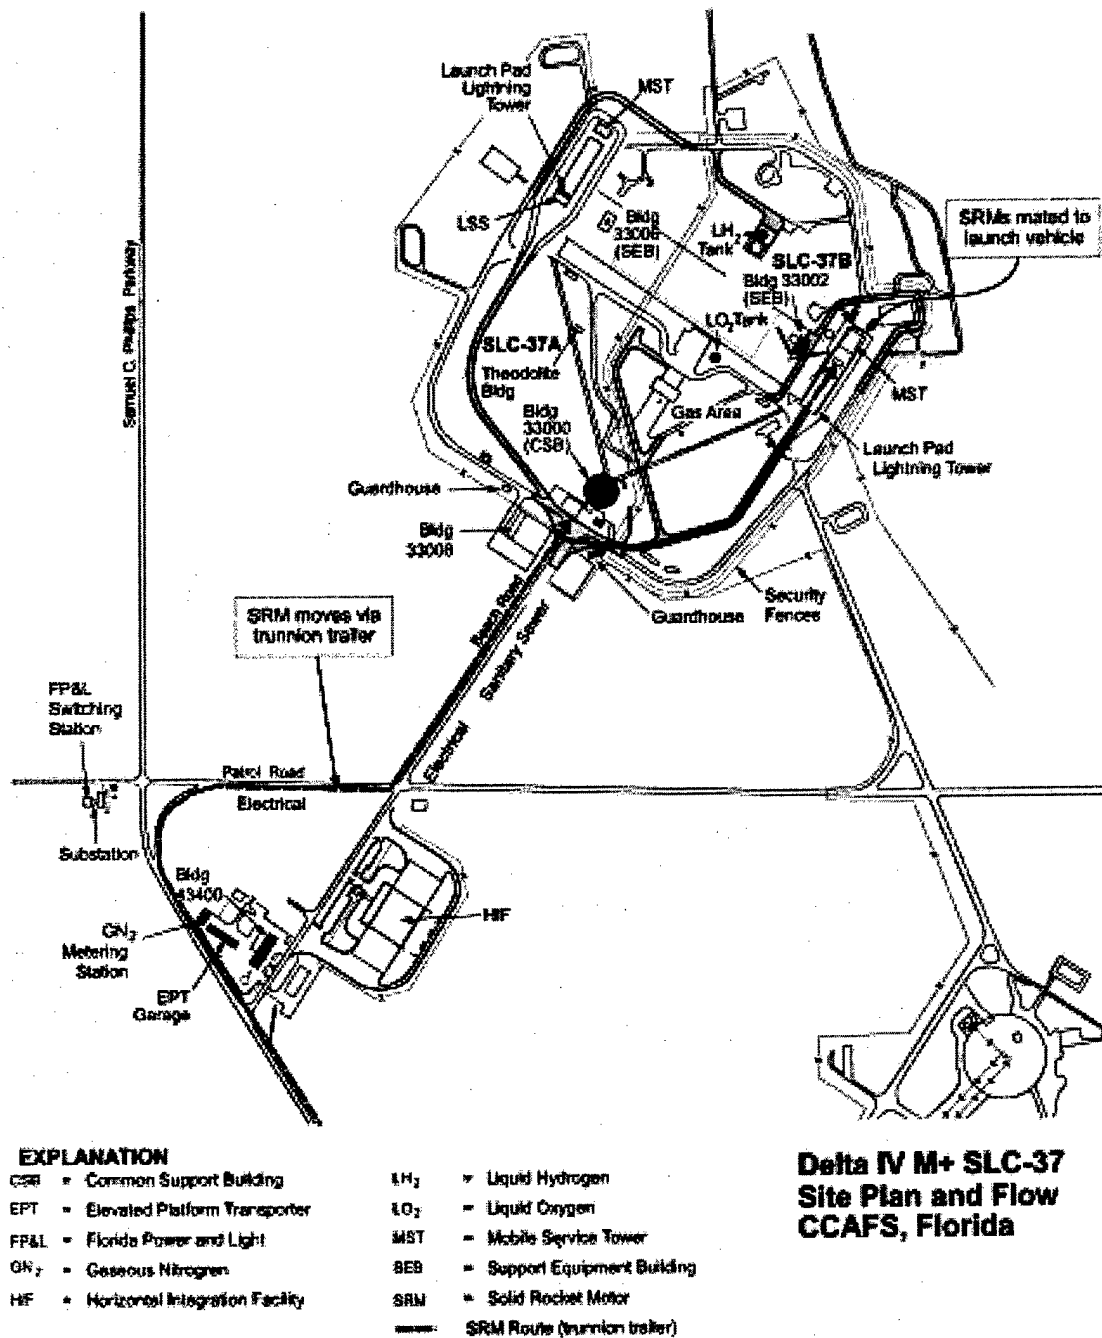 Launch Pad
Lightning
Tower
MST
LSS
Bldg
33006
(SEB)
LH2
Tank
SLC-37B
Bldg 33002
(SEB)
LO2 Tank
SRMs mated to
launch vehicle
Samuel C. Phillips Parkway
SLC-37A
Theodolite
Bldg
Bldg
33000
(CSB)
Gas Area
MST
Launch Pad
Lightning Tower
Guardhouse
Bldg
33008
Security
Fences
Guardhouse
SRM moves via
trunnion trailer
Beach Road
Sanitary Sewer
Electrical
FP&L
Switching
Station
Patrol Road
Electrical
Substation
Bldg
43400
HIF
GN2
Metering
Station
EPT
Garage
EXPLANATION
CSB = Common Support Building
EPT = Elevated Platform Transporter
FP&L = Florida Power and Light
GN2 = Gaseous Nitrogren
HIF = Horizontal Integration Facility
LH2 = Liquid Hydrogen
LO2 = Liquid Oxygen
MST = Mobile Service Tower
SEB = Support Equipment Building
SRM = Solid Rocket Motor
SRM Route (trunnion trailer)
Delta IV M+ SLC-37
Site Plan and Flow
CCAFS, Florida